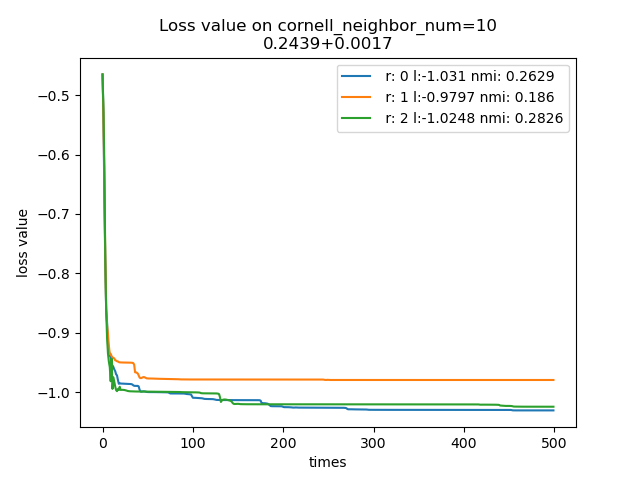 Loss value on cornell_neighbor_num=10
0.2439+0.0017
r: 0 l:-1.031 nmi: 0.2629
r: 1 l:-0.9797 nmi: 0.186
r: 2 l:-1.0248 nmi: 0.2826
loss value
−0.5
−0.6
−0.7
−0.8
−0.9
−1.0
0 100 200 300 400 500
times